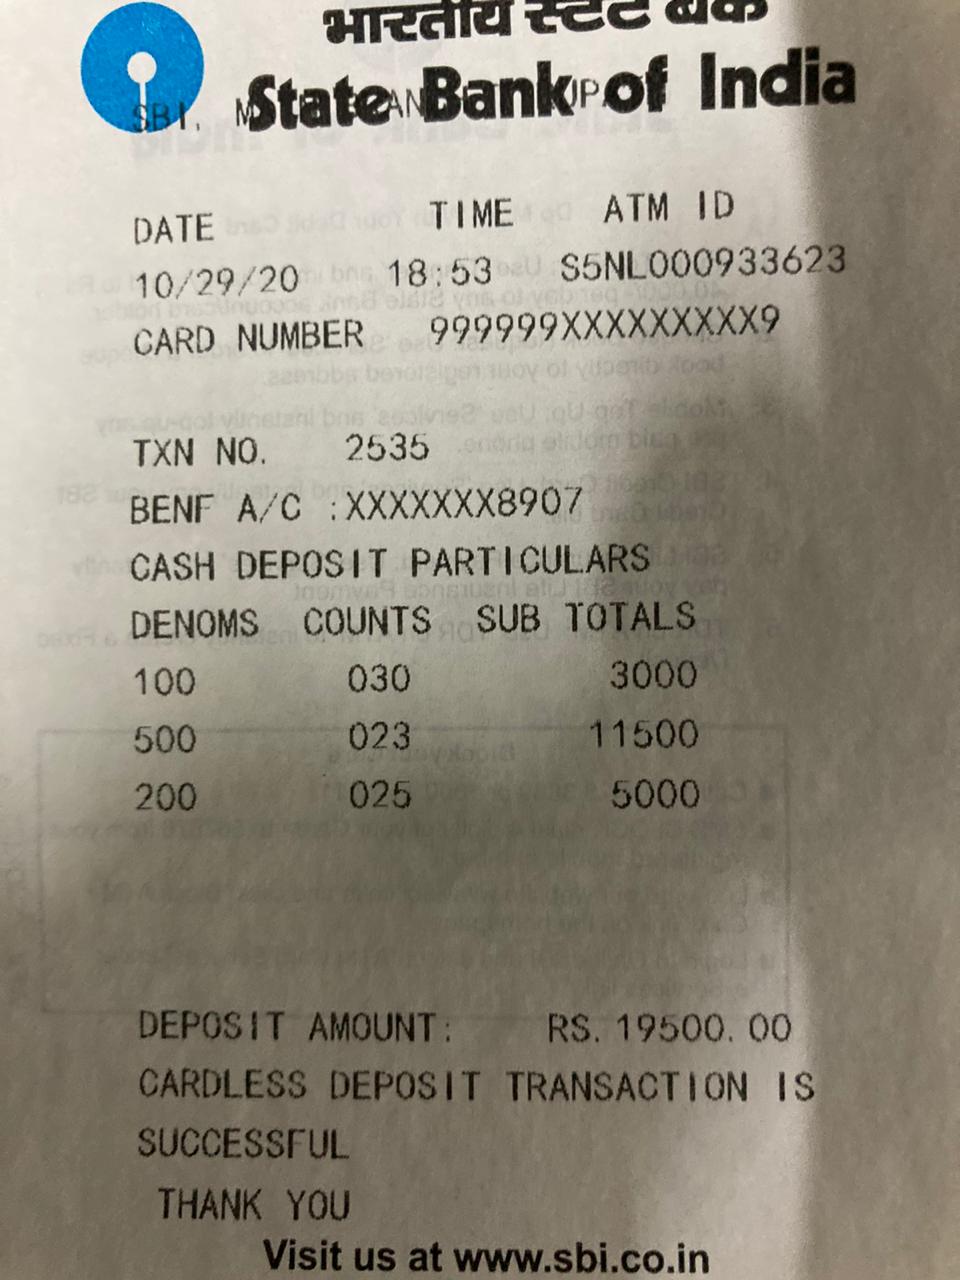 भारतीय स्टेट बैंक
State Bank of India
SBI,
DATE TIME ATM ID
10/29/20 18:53 S5NL000933623
CARD NUMBER 999999XXXXXXXXX9
TXN NO. 2535
BENF A/C :XXXXXXX8907
CASH DEPOSIT PARTICULARS
DENOMS COUNTS SUB TOTALS
100 030 3000
500 023 11500
200 025 5000
DEPOSIT AMOUNT: RS. 19500.00
CARDLESS DEPOSIT TRANSACTION IS
SUCCESSFUL
THANK YOU
Visit us at www.sbi.co.in